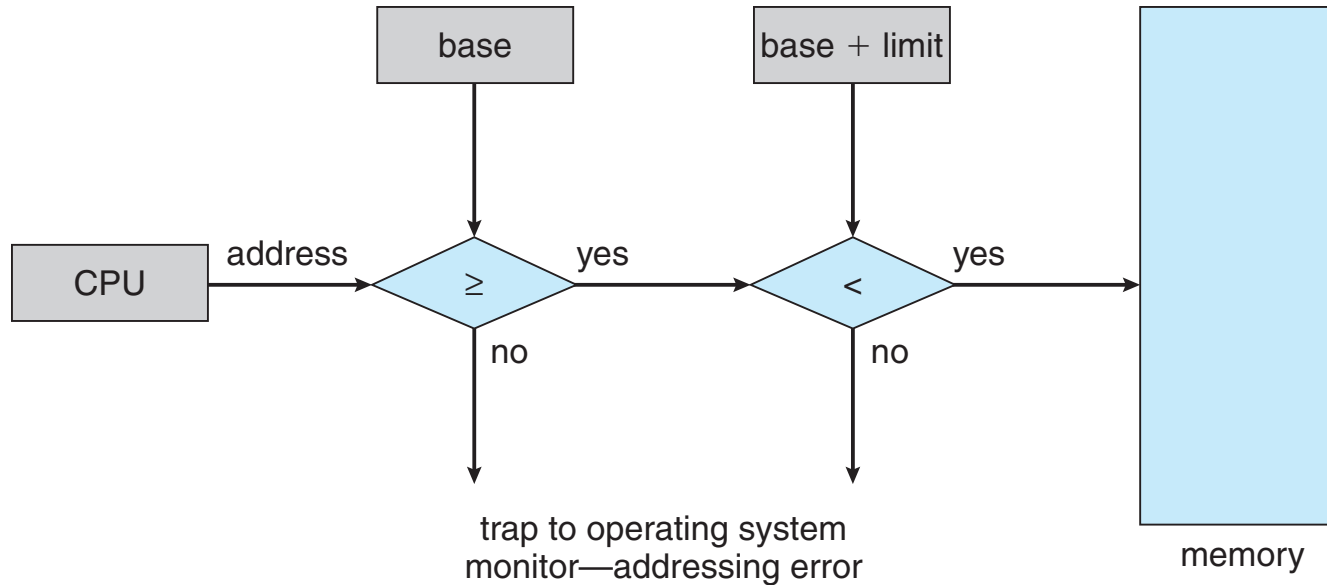 base
base + limit
CPU
address
≥
yes
<
yes
no
no
trap to operating system
monitor—addressing error
memory